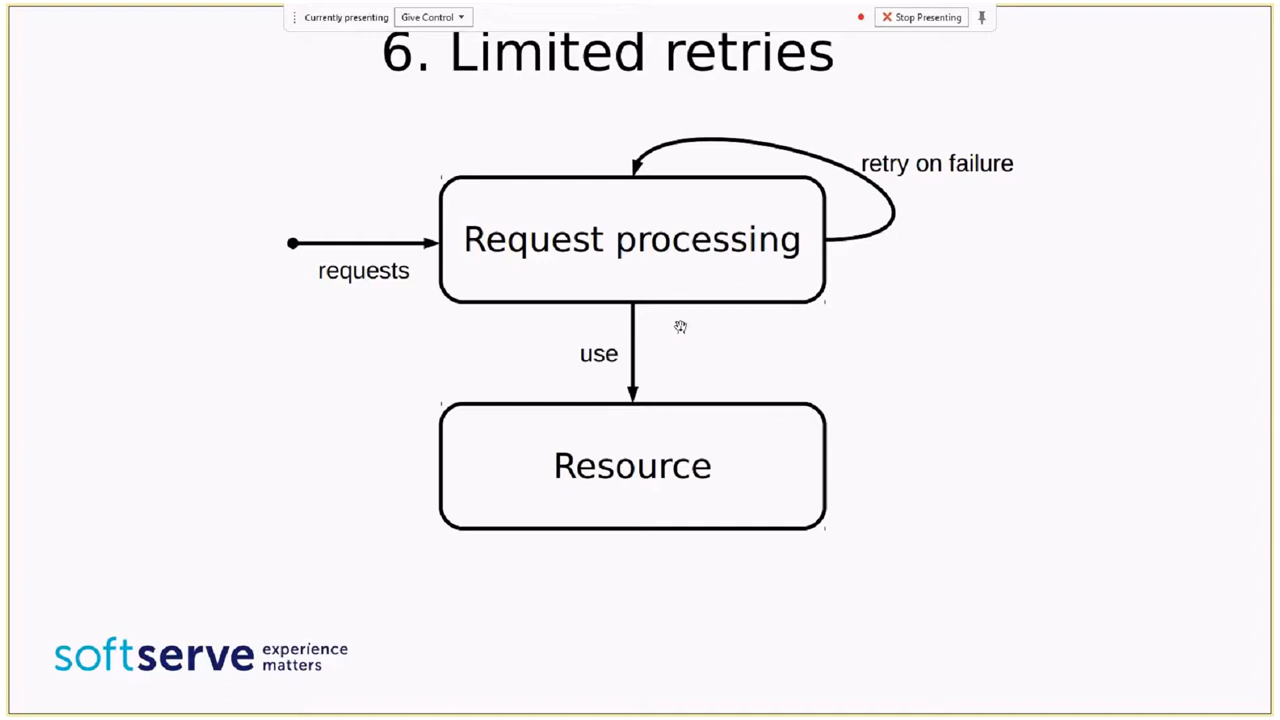 Currently presenting
Give Control
Stop Presenting
6. Limited retries
retry on failure
Request processing
requests
use
Resource
softserve experience
matters